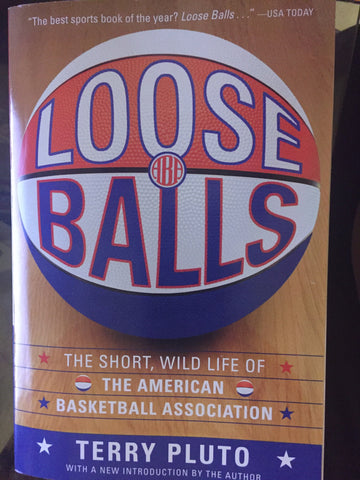 "The best sports book of the year? Loose Balls . . ." —USA TODAY
LOOSE
ABA
BALLS
THE SHORT, WILD LIFE OF
THE AMERICAN
BASKETBALL ASSOCIATION
TERRY PLUTO
WITH A NEW INTRODUCTION BY THE AUTHOR